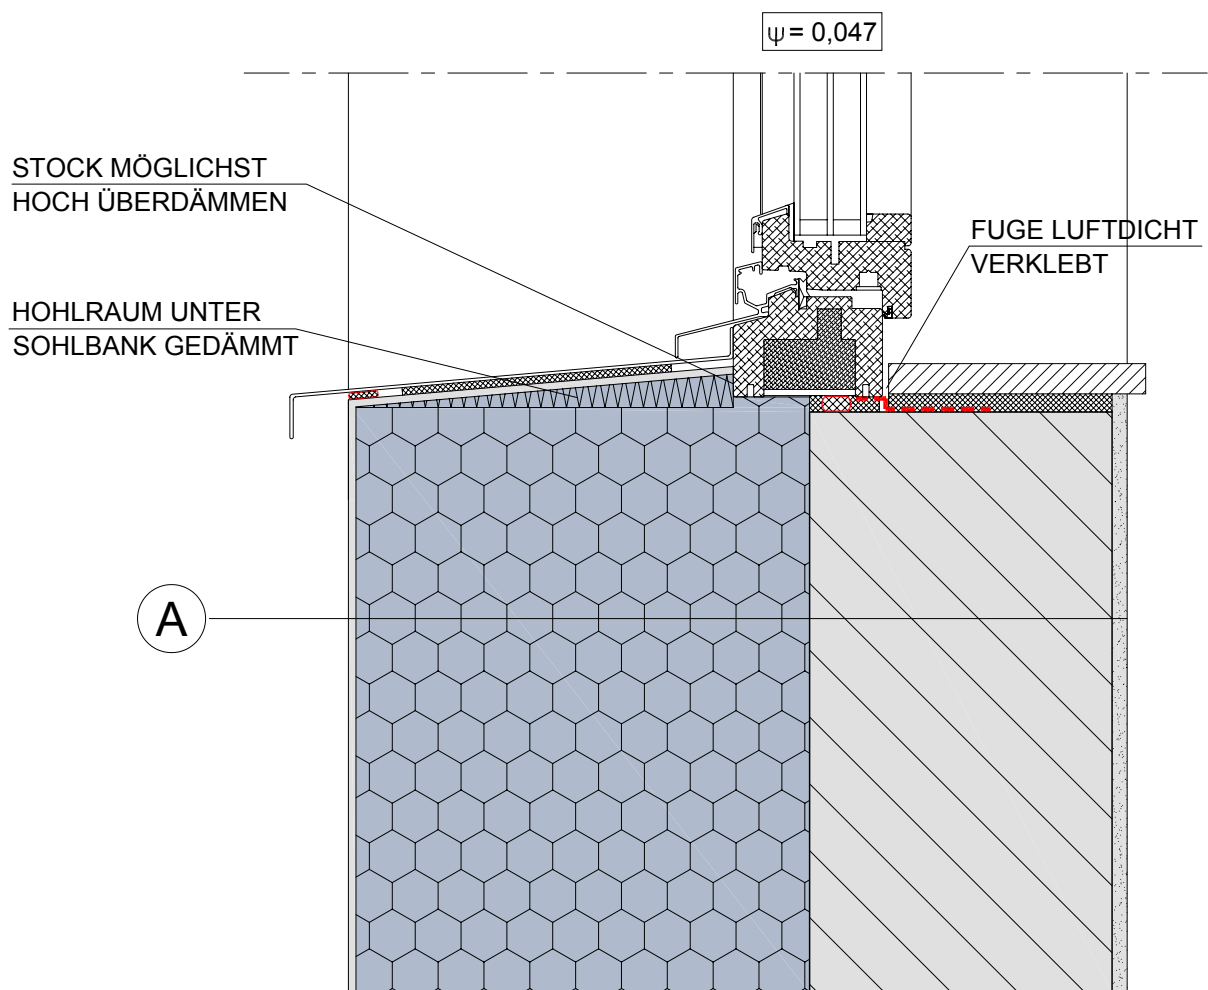 ψ = 0,047
STOCK MÖGLICHST
HOCH ÜBERDÄMMEN
FUGE LUFTDICHT
VERKLEBT
HOHLRAUM UNTER
SOHLBANK GEDÄMMT
A